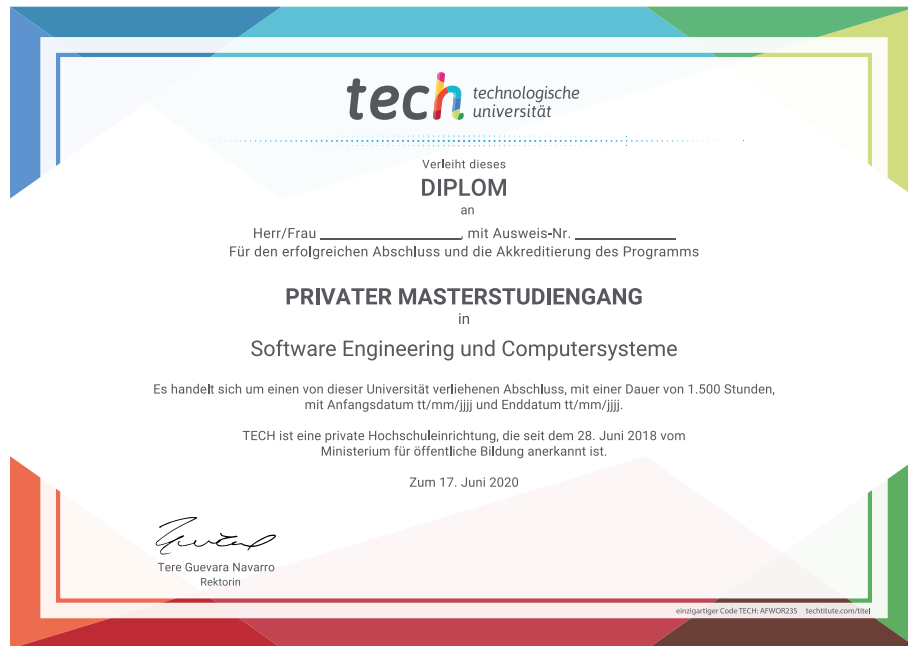 tech technologische
universität
Verleiht dieses
DIPLOM
an
Herr/Frau ____________________, mit Ausweis-Nr. ______________
Für den erfolgreichen Abschluss und die Akkreditierung des Programms
PRIVATER MASTERSTUDIENGANG
in
Software Engineering und Computersysteme
Es handelt sich um einen von dieser Universität verliehenen Abschluss, mit einer Dauer von 1.500 Stunden,
mit Anfangsdatum tt/mm/jjjj und Enddatum tt/mm/jjjj.
TECH ist eine private Hochschuleinrichtung, die seit dem 28. Juni 2018 vom
Ministerium für öffentliche Bildung anerkannt ist.
Zum 17. Juni 2020
Tere Guevara Navarro
Rektorin
einzigartiger Code TECH: AFWOR235 techtitute.com/titel